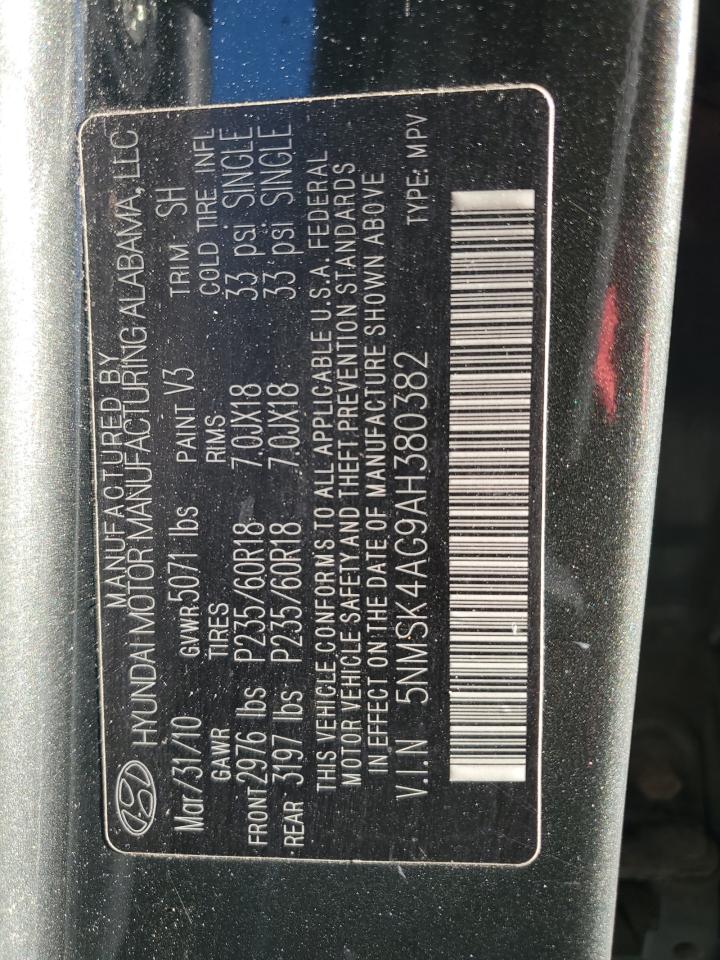 MANUFACTURED BY
HYUNDAI MOTOR MANUFACTURING ALABAMA, LLC
Mar/31/10 GVWR 5071 lbs PAINT V3 TRIM SH
GAWR TIRES RIMS COLD TIRE INFL
FRONT 2976 lbs P235/60R18 7.0JX18 33 psi SINGLE
REAR 3197 lbs P235/60R18 7.0JX18 33 psi SINGLE
THIS VEHICLE CONFORMS TO ALL APPLICABLE U.S.A. FEDERAL
MOTOR VEHICLE SAFETY AND THEFT PREVENTION STANDARDS
IN EFFECT ON THE DATE OF MANUFACTURE SHOWN ABOVE
V.I.N 5NMSK4AG9AH380382 TYPE: MPV